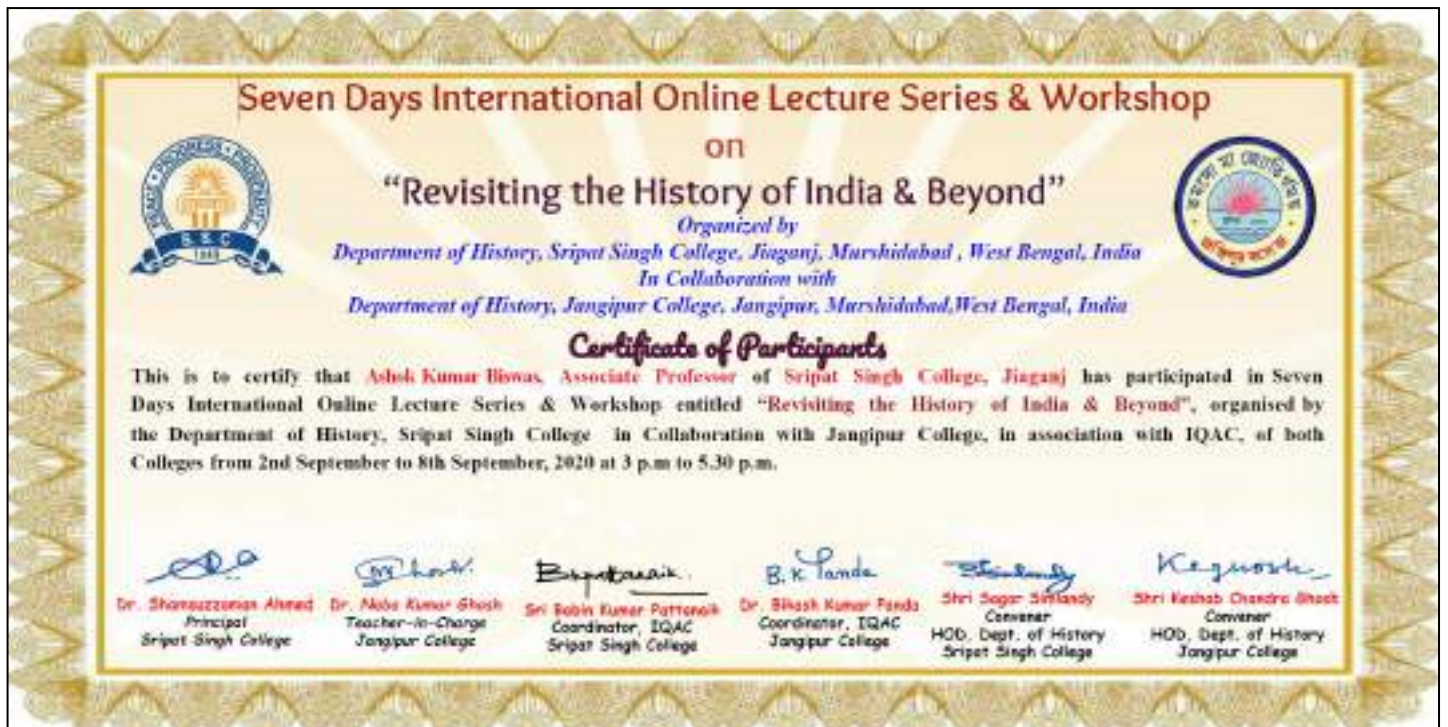 Seven Days International Online Lecture Series & Workshop
on
“Revisiting the History of India & Beyond”
PEACE • PROGRESS • PROSPERITY
S. S. C
Organized by
Department of History, Sripat Singh College, Jiaganj, Murshidabad , West Bengal, India
In Collaboration with
Department of History, Jangipur College, Jangipur, Murshidabad,West Bengal, India
Certificate of Participants
This is to certify that Ashok Kumar Biswas, Associate Professor of Sripat Singh College, Jiaganj has participated in Seven
Days International Online Lecture Series & Workshop entitled “Revisiting the History of India & Beyond”, organised by
the Department of History, Sripat Singh College in Collaboration with Jangipur College, in association with IQAC, of both
Colleges from 2nd September to 8th September, 2020 at 3 p.m to 5.30 p.m.
B. K Panda
Dr. Shamsuzzaman Ahmed Dr. Naba Kumar Ghosh Sri Babin Kumar Pattanaik Dr. Bikash Kumar Panda Shri Sagar Simlandy Shri Keshab Chandra Ghosh
Principal Teacher-in-Charge Coordinator, IQAC Coordinator, IQAC Convener Convener
Sripat Singh College Jangipur College Sripat Singh College Jangipur College HOD, Dept. of History HOD, Dept. of History
Sripat Singh College Jangipur College